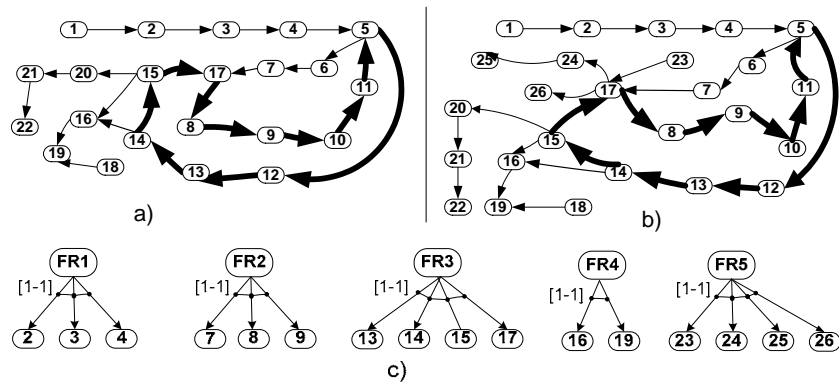 1 2 3 4 5
21 20 15 17 7 6
11
22 16 8 9 10
14
19 18 13 12
a)
1 2 3 4 5
25 24 23 6
26 17 7 11
20 8 9 10
15
21 16 14 13 12
22 19 18
b)
FR1 FR2 FR3 FR4 FR5
[1-1] [1-1] [1-1] [1-1] [1-1]
2 3 4 7 8 9 13 14 15 17 16 19 23 24 25 26
c)